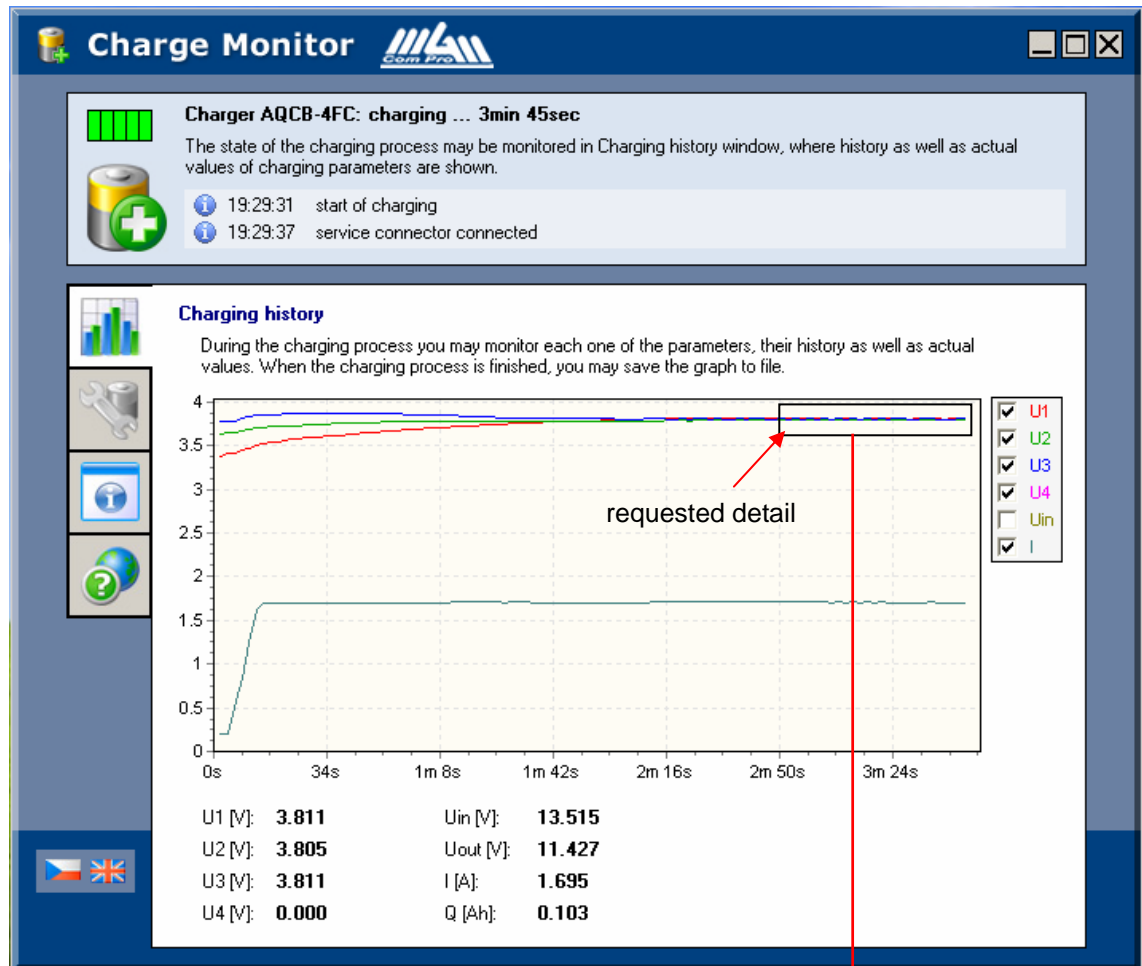 Charge Monitor
Com Pro
Charger AQCB-4FC: charging ... 3min 45sec
The state of the charging process may be monitored in Charging history window, where history as well as actual
values of charging parameters are shown.
19:29:31 start of charging
19:29:37 service connector connected
Charging history
During the charging process you may monitor each one of the parameters, their history as well as actual
values. When the charging process is finished, you may save the graph to file.
4
3.5
3
2.5
2
1.5
1
0.5
0
0s 34s 1m 8s 1m 42s 2m 16s 2m 50s 3m 24s
requested detail
U1
U2
U3
U4
Uin
I
U1 [V]: 3.811 Uin [V]: 13.515
U2 [V]: 3.805 Uout [V]: 11.427
U3 [V]: 3.811 I [A]: 1.695
U4 [V]: 0.000 Q [Ah]: 0.103